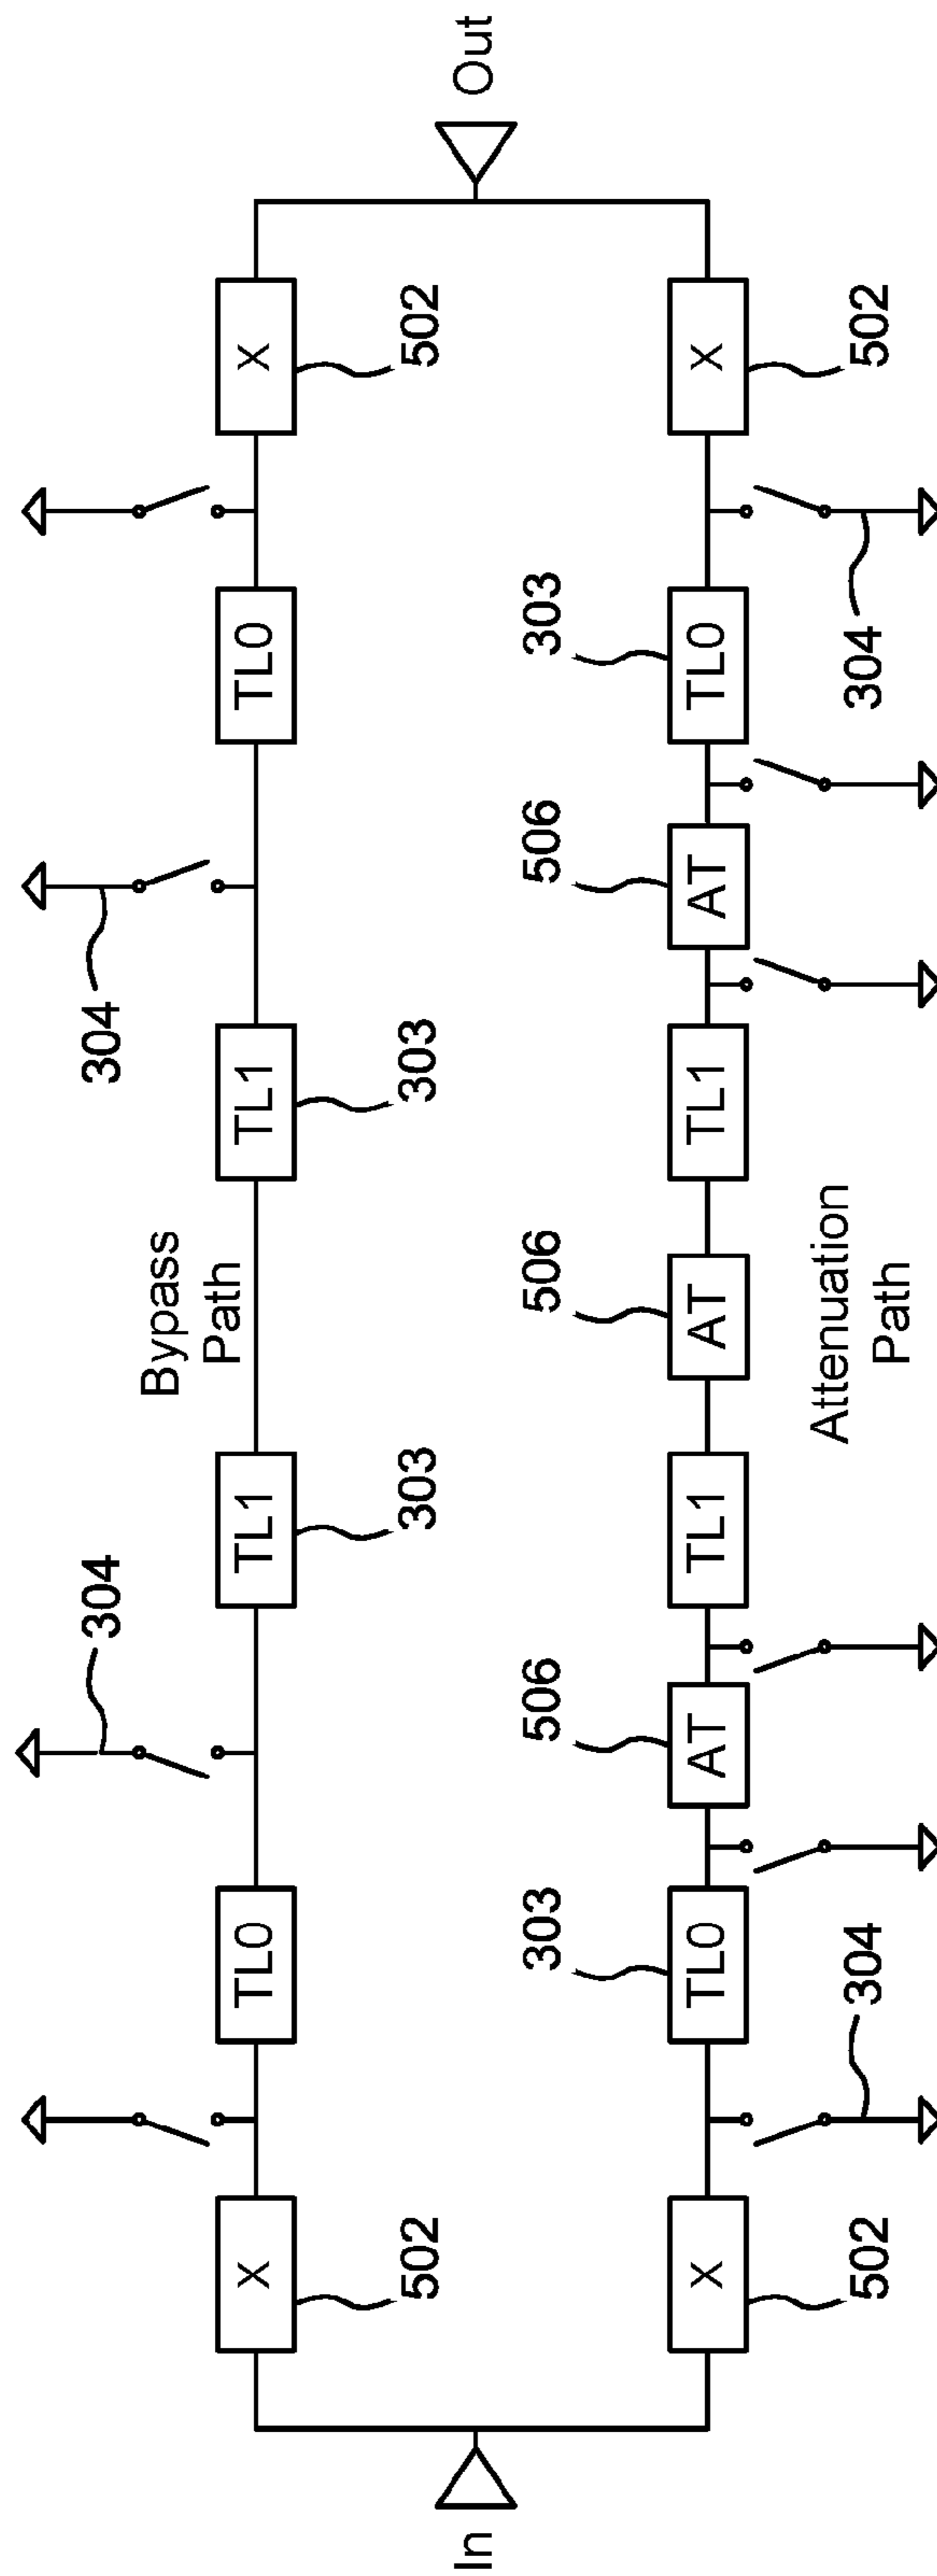 304
304
Bypass
Path
In
X
TL0
TL1
TL1
TL0
X
Out
502
303
303
502
303
506
506
506
303
X
TL0
AT
TL1
AT
TL1
AT
TL0
X
502
304
Attenuation
Path
304
502